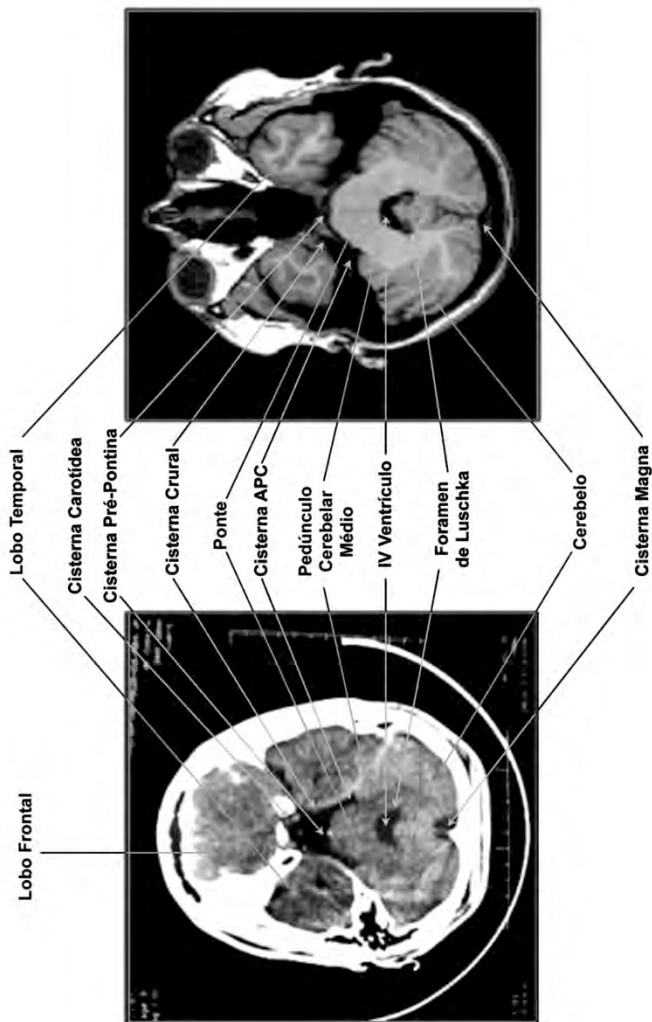 Lobo Frontal
Lobo Temporal
Cisterna Carotídea
Cisterna Pré-Pontina
Cisterna Crural
Ponte
Cisterna APC
Pedúnculo
Cerebelar
Médio
IV Ventrículo
Foramen
de Luschka
Cerebelo
Cisterna Magna